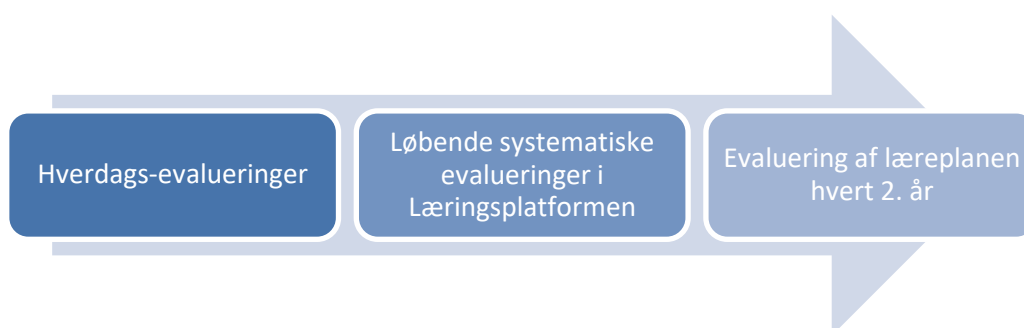 Hverdags-evalueringer
Løbende systematiske
evalueringer i
Læringsplatformen
Evaluering af læreplanen
hvert 2. år